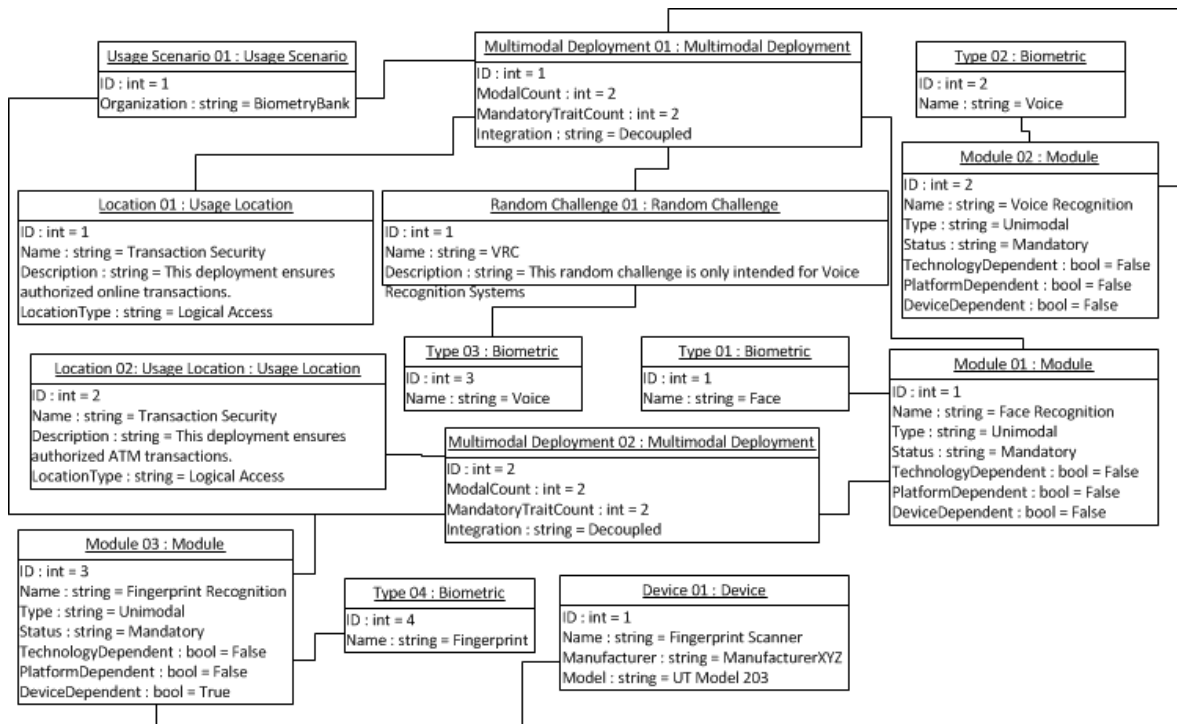 Usage Scenario 01 : Usage Scenario
ID : int = 1
Organization : string = BiometryBank
Multimodal Deployment 01 : Multimodal Deployment
ID : int = 1
ModalCount : int = 2
MandatoryTraitCount : int = 2
Integration : string = Decoupled
Type 02 : Biometric
ID : int = 2
Name : string = Voice
Module 02 : Module
ID : int = 2
Name : string = Voice Recognition
Type : string = Unimodal
Status : string = Mandatory
TechnologyDependent : bool = False
PlatformDependent : bool = False
DeviceDependent : bool = False
Location 01 : Usage Location
ID : int = 1
Name : string = Transaction Security
Description : string = This deployment ensures
authorized online transactions.
LocationType : string = Logical Access
Random Challenge 01 : Random Challenge
ID : int = 1
Name : string = VRC
Description : string = This random challenge is only intended for Voice
Recognition Systems
Type 03 : Biometric
ID : int = 3
Name : string = Voice
Type 01 : Biometric
ID : int = 1
Name : string = Face
Module 01 : Module
ID : int = 1
Name : string = Face Recognition
Type : string = Unimodal
Status : string = Mandatory
TechnologyDependent : bool = False
PlatformDependent : bool = False
DeviceDependent : bool = False
Location 02: Usage Location : Usage Location
ID : int = 2
Name : string = Transaction Security
Description : string = This deployment ensures
authorized ATM transactions.
LocationType : string = Logical Access
Multimodal Deployment 02 : Multimodal Deployment
ID : int = 2
ModalCount : int = 2
MandatoryTraitCount : int = 2
Integration : string = Decoupled
Module 03 : Module
ID : int = 3
Name : string = Fingerprint Recognition
Type : string = Unimodal
Status : string = Mandatory
TechnologyDependent : bool = False
PlatformDependent : bool = False
DeviceDependent : bool = True
Type 04 : Biometric
ID : int = 4
Name : string = Fingerprint
Device 01 : Device
ID : int = 1
Name : string = Fingerprint Scanner
Manufacturer : string = ManufacturerXYZ
Model : string = UT Model 203